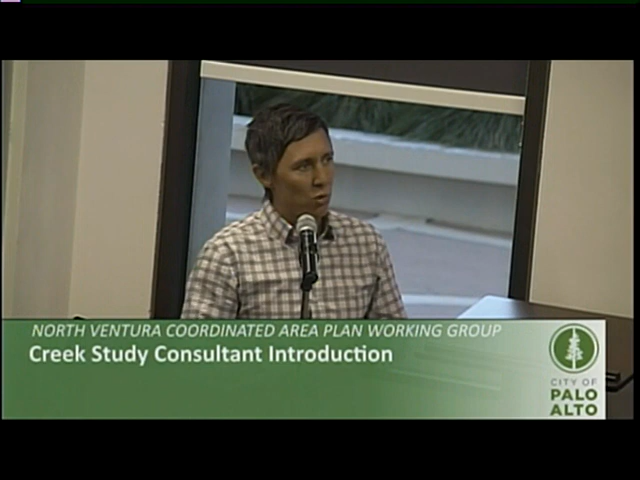 NORTH VENTURA COORDINATED AREA PLAN WORKING GROUP
Creek Study Consultant Introduction
CITY OF
PALO
ALTO